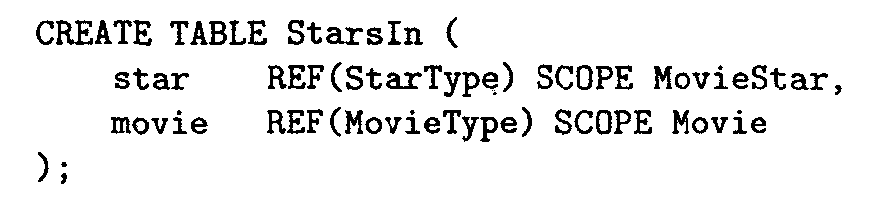 CREATE TABLE StarsIn (
star REF(StarType) SCOPE MovieStar,
movie REF(MovieType) SCOPE Movie
);